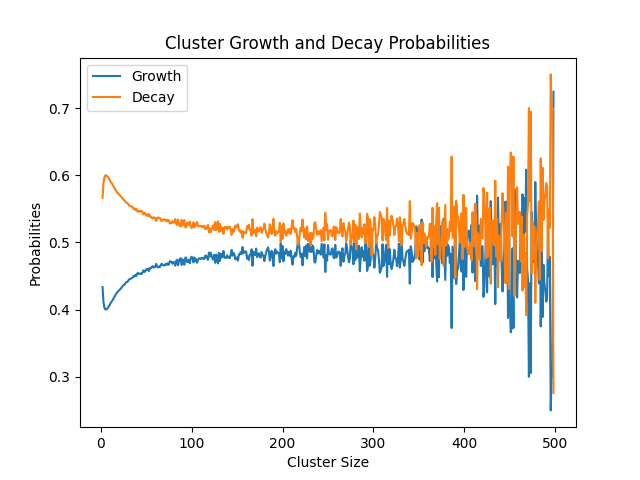 Cluster Growth and Decay Probabilities
Growth
Decay
0.7
0.6
0.5
0.4
0.3
Probabilities
0
100
200
300
400
500
Cluster Size